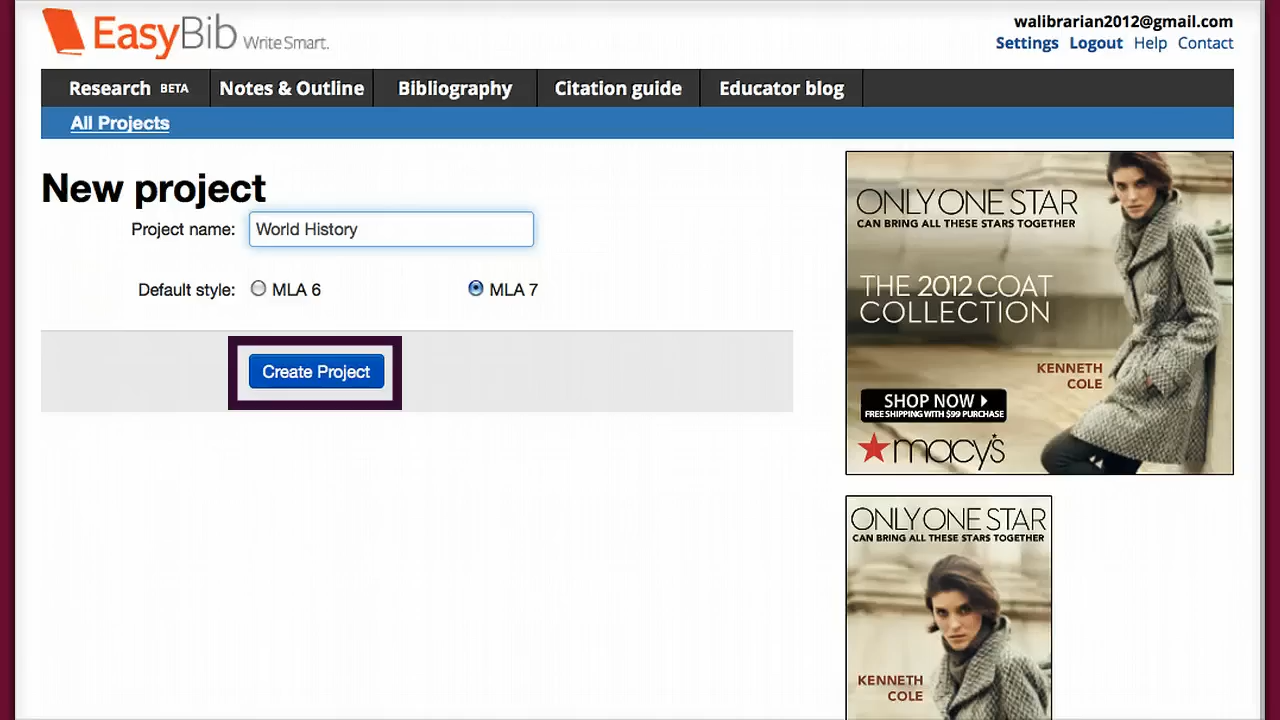 EasyBib Write Smart.
walibrarian2012@gmail.com
Settings Logout Help Contact
Research BETA Notes & Outline Bibliography Citation guide Educator blog
All Projects
New project
Project name: World History
Default style: MLA 6 MLA 7
Create Project
ONLY ONE STAR
CAN BRING ALL THESE STARS TOGETHER
THE 2012 COAT
COLLECTION
KENNETH
COLE
SHOP NOW
FREE SHIPPING WITH $99 PURCHASE
macy's
ONLY ONE STAR
CAN BRING ALL THESE STARS TOGETHER
KENNETH
COLE